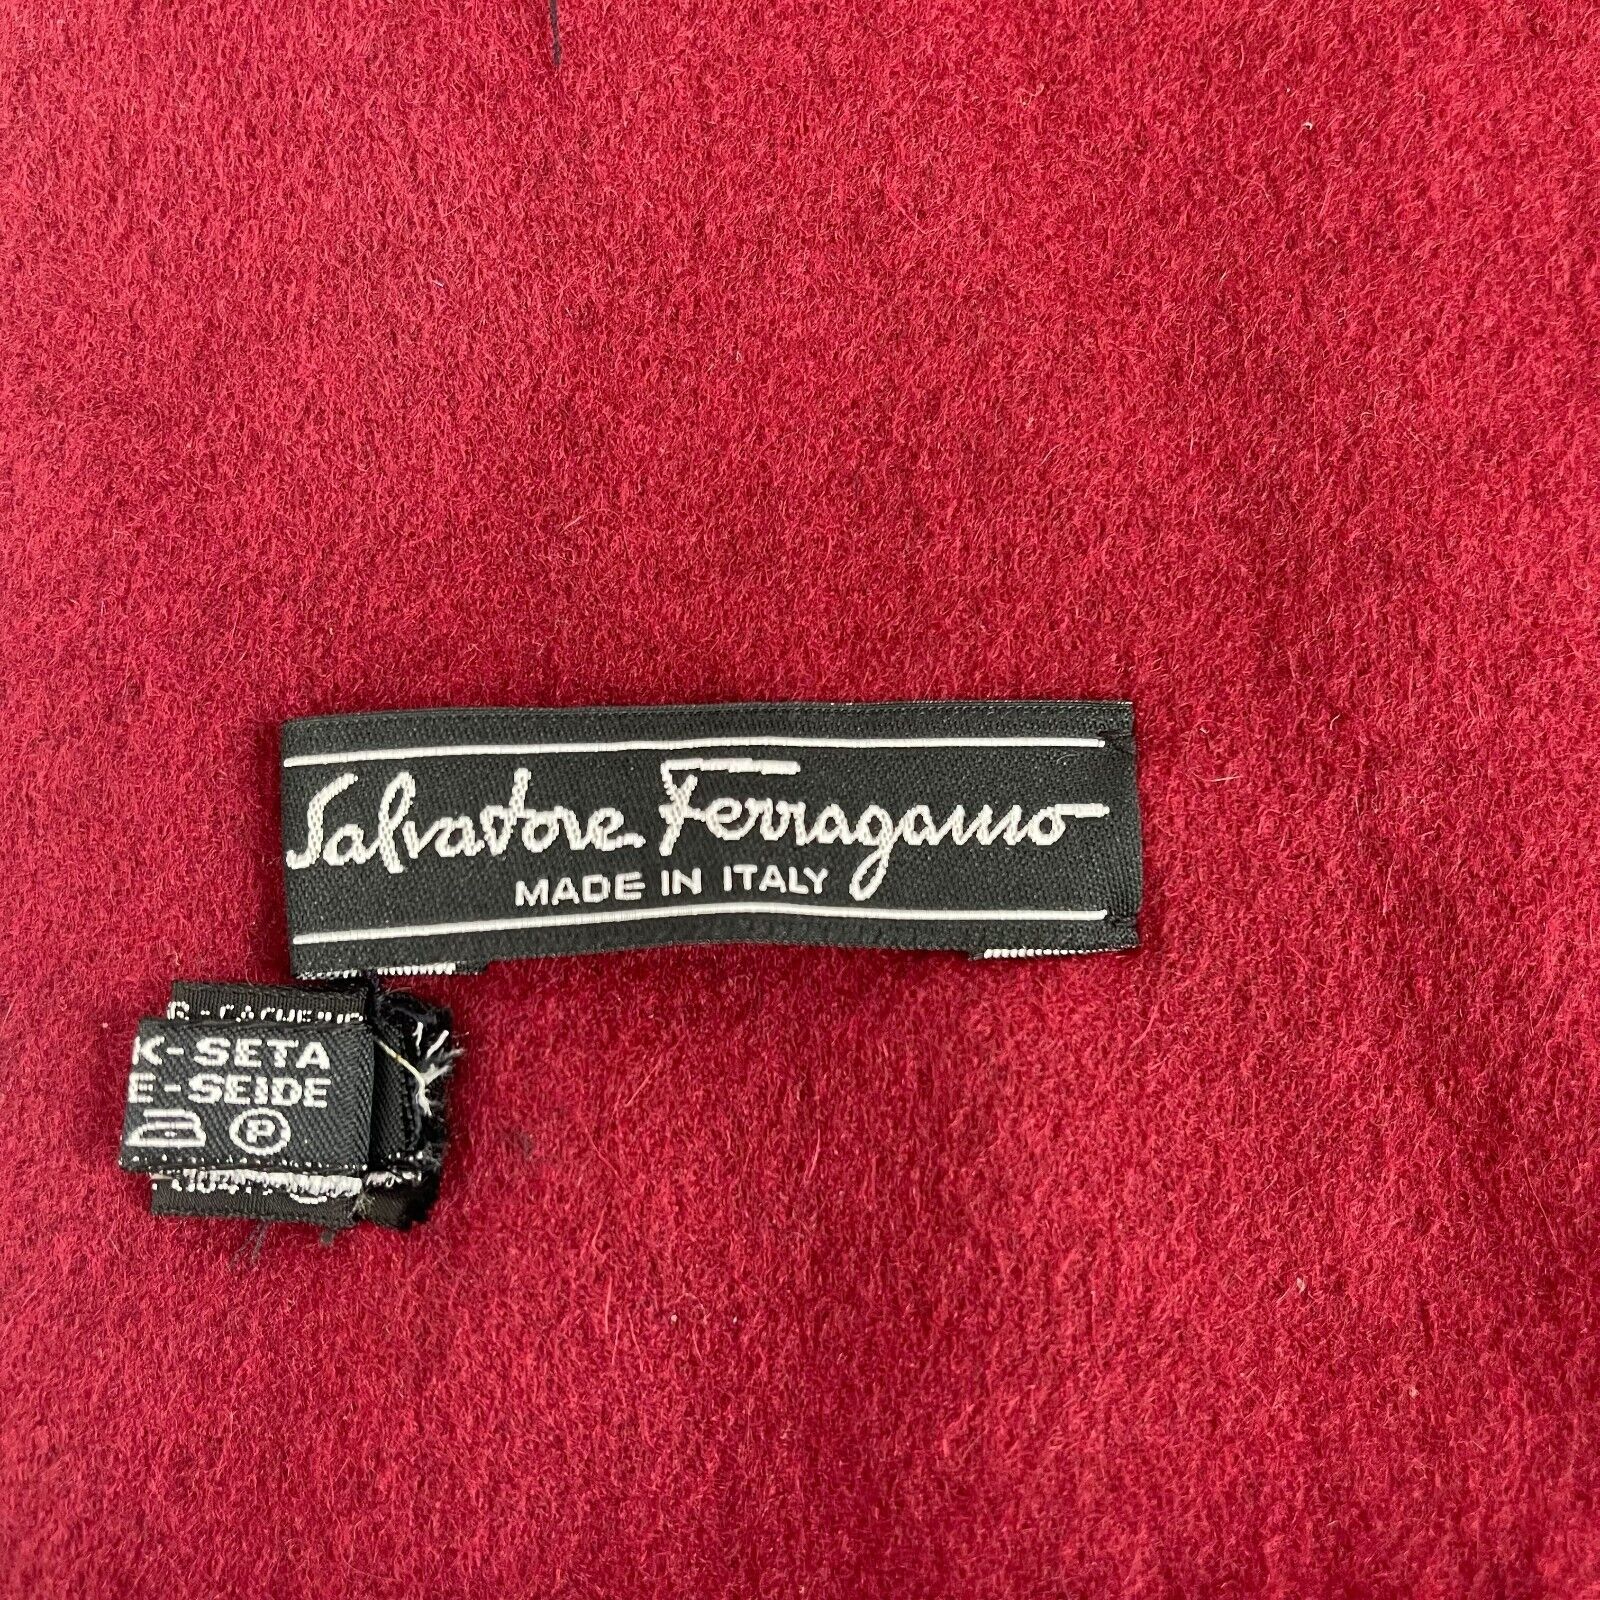 Salvatore Ferragamo
MADE IN ITALY
K-SETA
E-SEIDE
P